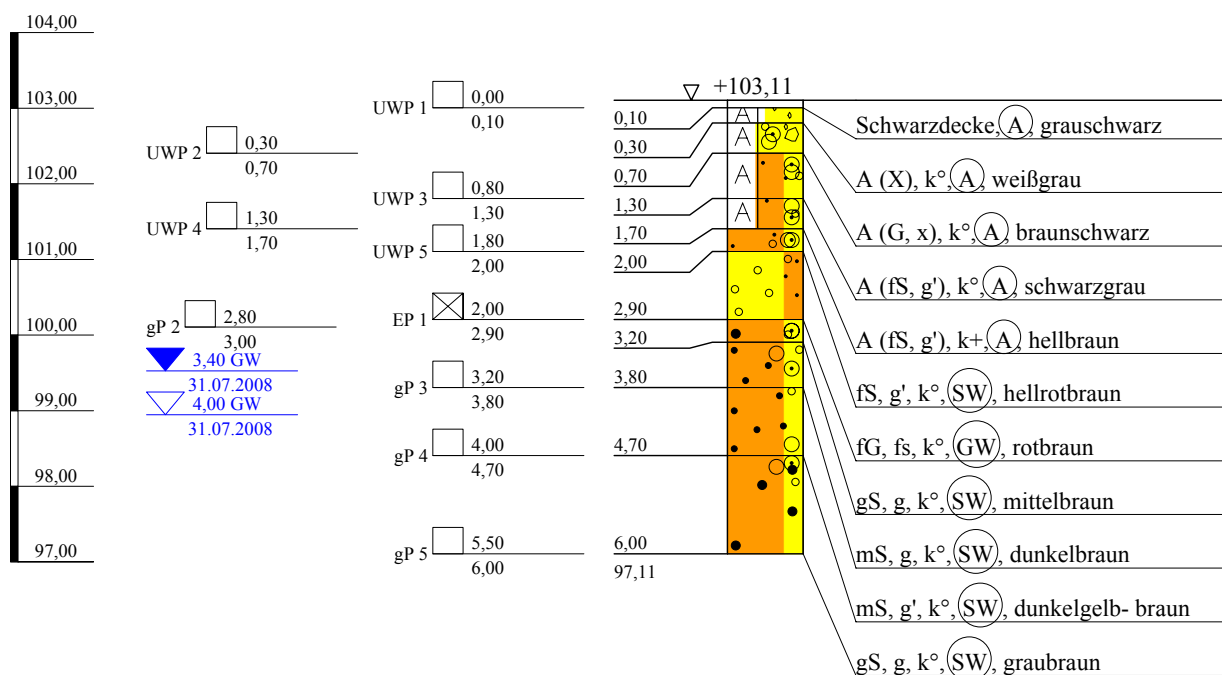 104,00
103,00
102,00
101,00
100,00
99,00
98,00
97,00
UWP 2 0,30
0,70
UWP 4 1,30
1,70
gP 2 2,80
3,00
3,40 GW
31.07.2008
4,00 GW
31.07.2008
UWP 1 0,00
0,10
UWP 3 0,80
1,30
UWP 5 1,80
2,00
EP 1 2,00
2,90
gP 3 3,20
3,80
gP 4 4,00
4,70
gP 5 5,50
6,00
+103,11
0,10
0,30
0,70
1,30
1,70
2,00
2,90
3,20
3,80
4,70
6,00
97,11
A
A
A
A
Schwarzdecke, A, grauschwarz
A (X), k°, A, weißgrau
A (G, x), k°, A, braunschwarz
A (fS, g'), k°, A, schwarzgrau
A (fS, g'), k+, A, hellbraun
fS, g', k°, SW, hellrotbraun
fG, fs, k°, GW, rotbraun
gS, g, k°, SW, mittelbraun
mS, g, k°, SW, dunkelbraun
mS, g', k°, SW, dunkelgelb- braun
gS, g, k°, SW, graubraun